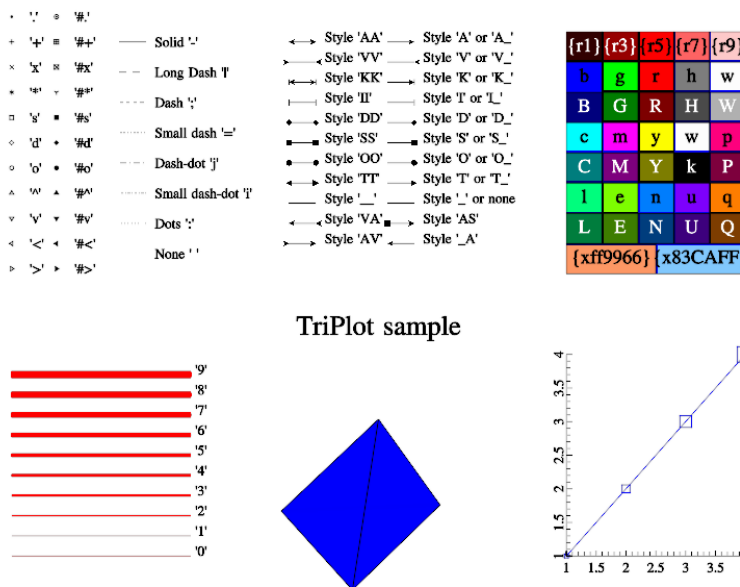 '.' '#.'
'+' '#+'
'x' '#x'
'*' '#*'
's' '#s'
'd' '#d'
'o' '#o'
'^' '#^'
'v' '#v'
'<' '#<'
'>' '#>'
Solid '-'
Long Dash '|'
Dash ';'
Small dash '='
Dash-dot 'j'
Small dash-dot 'i'
Dots ':'
None ' '
Style 'AA' Style 'A' or 'A_'
Style 'VV' Style 'V' or 'V_'
Style 'KK' Style 'K' or 'K_'
Style 'II' Style 'I' or 'I_'
Style 'DD' Style 'D' or 'D_'
Style 'SS' Style 'S' or 'S_'
Style 'OO' Style 'O' or 'O_'
Style 'TT' Style 'T' or 'T_'
Style '__' Style '_' or none
Style 'VA' Style 'AS'
Style 'AV' Style '_A'
{r1} {r3} {r5} {r7} {r9}
b g r h w
B G R H W
c m y w p
C M Y k P
l e n u q
L E N U Q
{xff9966} {x83CAFF
TriPlot sample
'9'
'8'
'7'
'6'
'5'
'4'
'3'
'2'
'1'
'0'
4
3.5
3
2.5
2
1.5
1
1 1.5 2 2.5 3 3.5